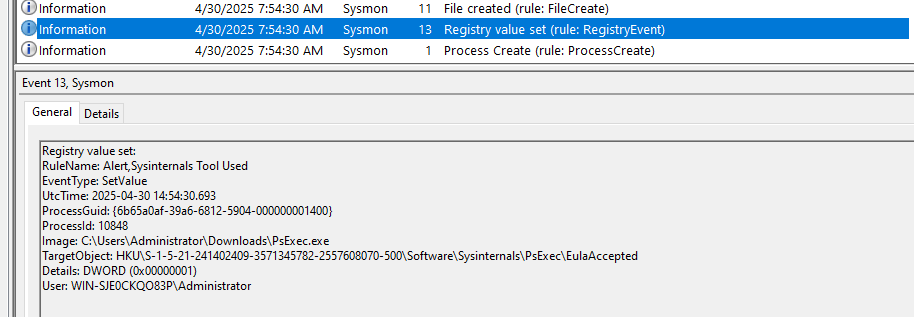 Information 4/30/2025 7:54:30 AM Sysmon 11 File created (rule: FileCreate)
Information 4/30/2025 7:54:30 AM Sysmon 13 Registry value set (rule: RegistryEvent)
Information 4/30/2025 7:54:30 AM Sysmon 1 Process Create (rule: ProcessCreate)
Event 13, Sysmon
General Details
Registry value set:
RuleName: Alert,Sysinternals Tool Used
EventType: SetValue
UtcTime: 2025-04-30 14:54:30.693
ProcessGuid: {6b65a0af-39a6-6812-5904-000000001400}
ProcessId: 10848
Image: C:\Users\Administrator\Downloads\PsExec.exe
TargetObject: HKU\S-1-5-21-241402409-3571345782-2557608070-500\Software\Sysinternals\PsExec\EulaAccepted
Details: DWORD (0x00000001)
User: WIN-SJE0CKQO83P\Administrator